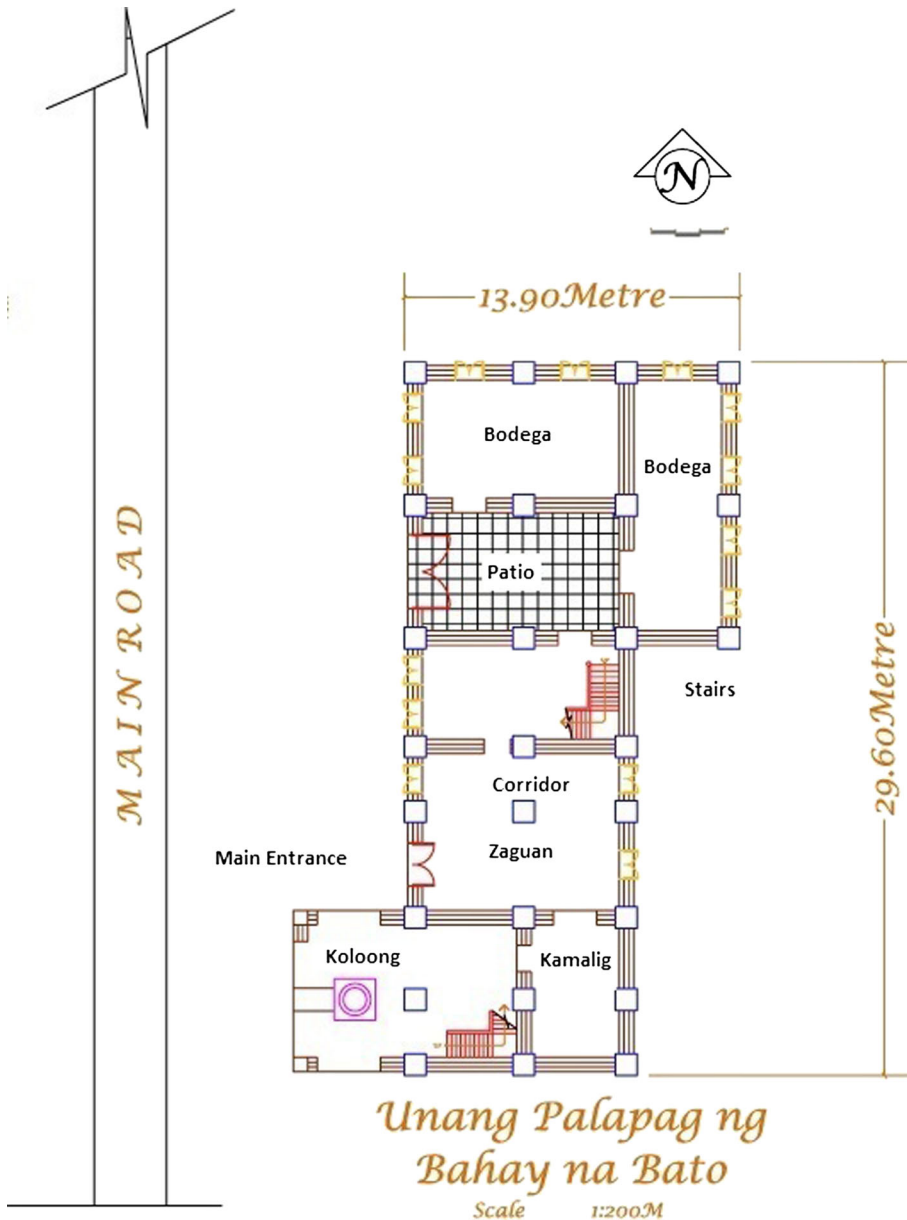 N
13.90Metre
Bodega
Bodega
MAIN ROAD
Patio
29.60Metre
Stairs
Corridor
Zaguan
Main Entrance
Koloong
Kamalig
Unang Palapag ng
Bahay na Bato
Scale 1:200M